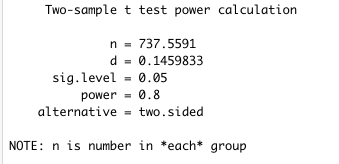 Two-sample t test power calculation
n = 737.5591
d = 0.1459833
sig.level = 0.05
power = 0.8
alternative = two.sided
NOTE: n is number in *each* group